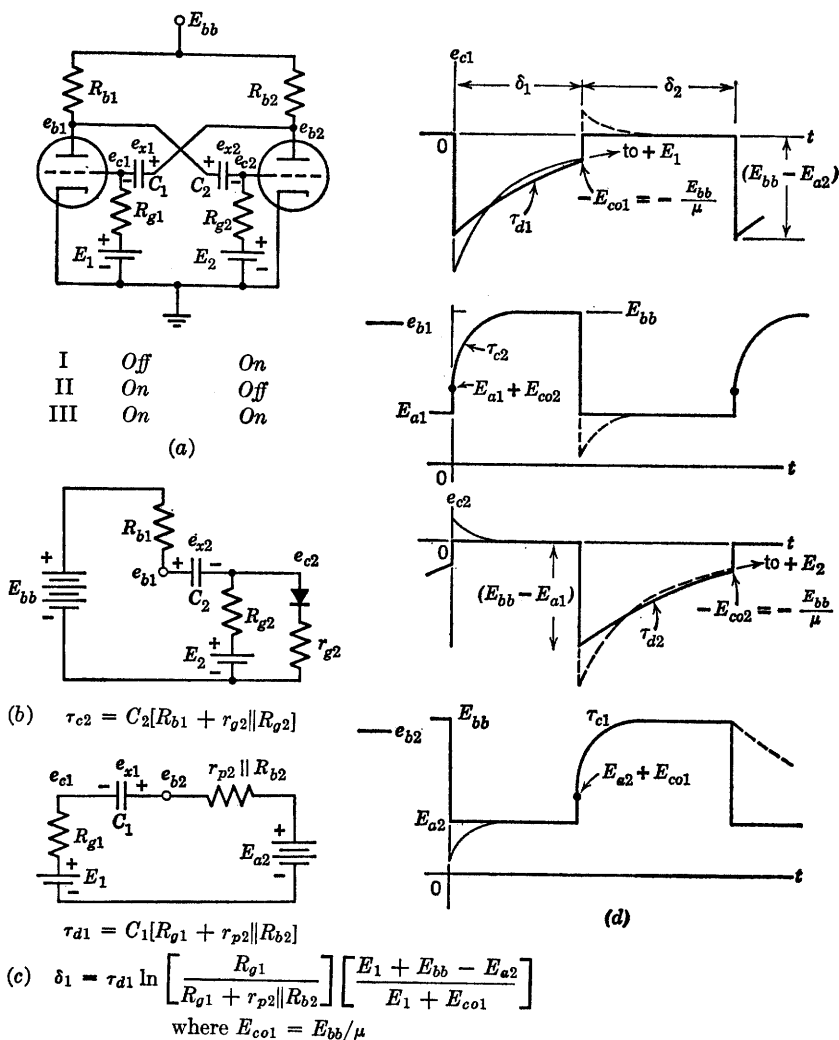 E_bb
R_b1
R_b2
e_b1
e_x1
e_x2
e_b2
e_c1
C_1
C_2
e_c2
+
+
-
-
R_g1
R_g2
E_1
+
-
E_2
+
-
I Off On
II On Off
III On On
(a)
R_b1
e_x2
e_c2
e_b1
+
-
C_2
+
E_bb
-
R_g2
E_2
+
-
r_g2
(b) τ_c2 = C_2[R_b1 + r_g2||R_g2]
e_c1
e_x1
e_b2
r_p2 || R_b2
-
+
C_1
R_g1
+
E_1
-
+
E_a2
-
τ_d1 = C_1[R_g1 + r_p2||R_b2]
(c) δ_1 = τ_d1 ln [R_g1 / (R_g1 + r_p2||R_b2)] [(E_1 + E_bb − E_a2) / (E_1 + E_co1)]
where E_co1 = E_bb/μ
e_c1
δ_1
δ_2
0
t
to + E_1
(E_bb − E_a2)
−E_co1 = − E_bb/μ
τ_d1
e_b1
E_bb
τ_c2
E_a1 + E_co2
E_a1
0
t
e_c2
0
t
to + E_2
(E_bb − E_a1)
−E_co2 = − E_bb/μ
τ_d2
e_b2
E_bb
τ_c1
E_a2 + E_co1
E_a2
0
t
(d)